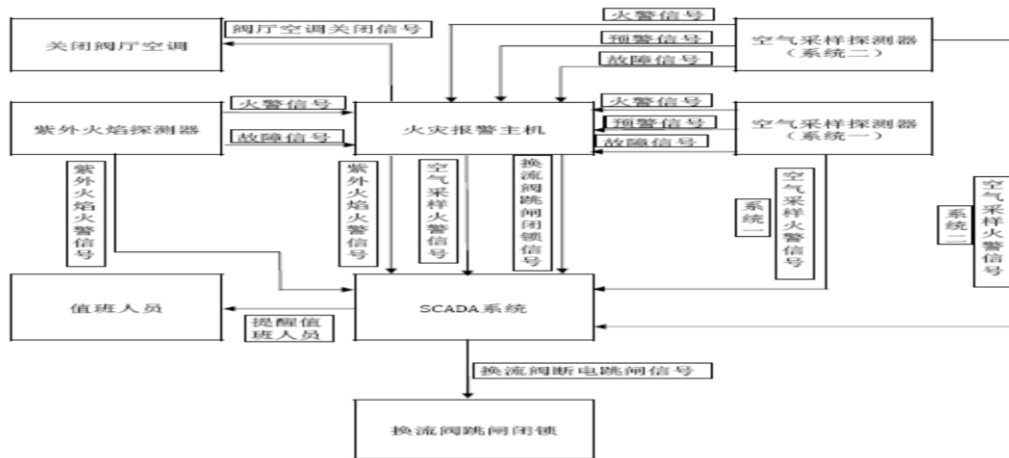 关闭阀厅空调
阀厅空调关闭信号
火警信号
预警信号
故障信号
空气采样探测器
（系统二）
紫外火焰探测器
火警信号
故障信号
火灾报警主机
火警信号
预警信号
故障信号
空气采样探测器
（系统一）
紫外火焰火警信号
紫外火焰火警信号
空气采样火警信号
换流阀跳闸闭锁信号
系统一
空气采样火警信号
系统二
空气采样火警信号
值班人员
提醒值
班人员
SCADA系统
换流阀断电跳闸信号
换流阀跳闸闭锁